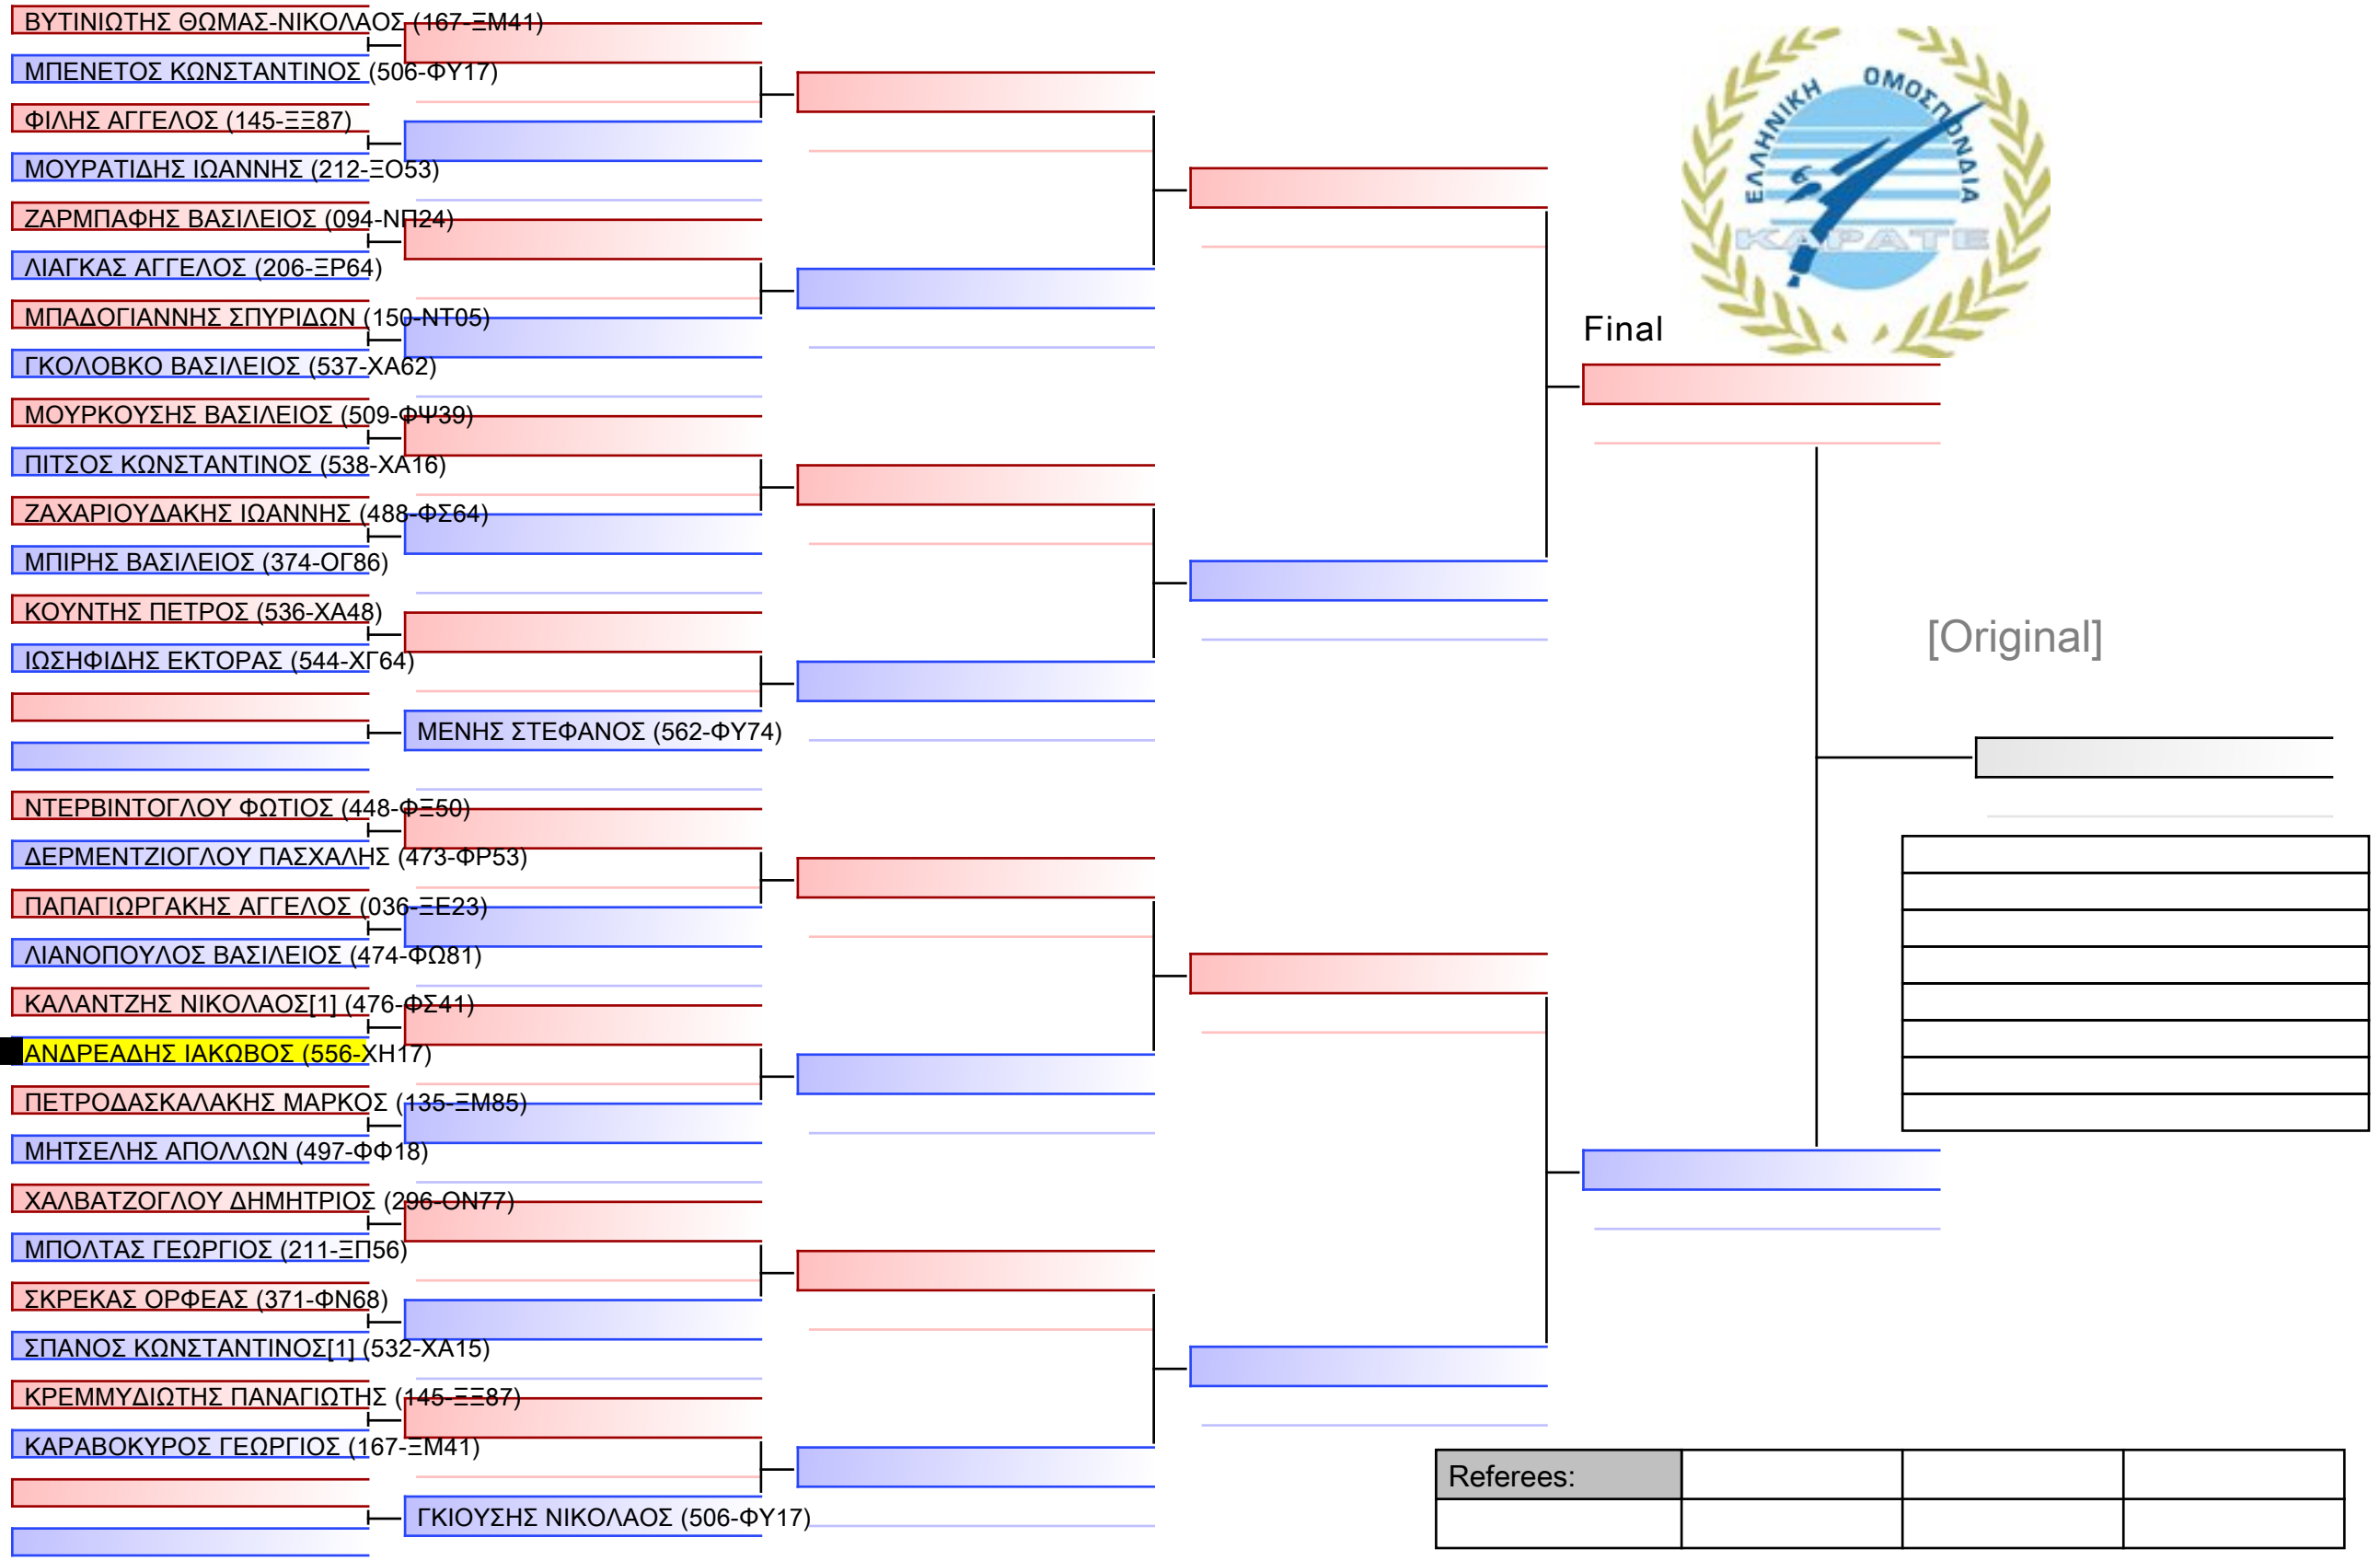 ΒΥΤΙΝΙΩΤΗΣ ΘΩΜΑΣ-ΝΙΚΟΛΑΟΣ (167-ΞΜ41)
ΜΠΕΝΕΤΟΣ ΚΩΝΣΤΑΝΤΙΝΟΣ (506-ΦΥ17)
ΦΙΛΗΣ ΑΓΓΕΛΟΣ (145-ΞΞ87)
ΜΟΥΡΑΤΙΔΗΣ ΙΩΑΝΝΗΣ (212-ΞΟ53)
ΖΑΡΜΠΑΦΗΣ ΒΑΣΙΛΕΙΟΣ (094-ΝΠ24)
ΛΙΑΓΚΑΣ ΑΓΓΕΛΟΣ (206-ΞΡ64)
ΜΠΑΔΟΓΙΑΝΝΗΣ ΣΠΥΡΙΔΩΝ (150-ΝΤ05)
ΓΚΟΛΟΒΚΟ ΒΑΣΙΛΕΙΟΣ (537-ΧΑ62)
ΜΟΥΡΚΟΥΣΗΣ ΒΑΣΙΛΕΙΟΣ (509-ΦΨ39)
ΠΙΤΣΟΣ ΚΩΝΣΤΑΝΤΙΝΟΣ (538-ΧΑ16)
ΖΑΧΑΡΙΟΥΔΑΚΗΣ ΙΩΑΝΝΗΣ (488-ΦΣ64)
ΜΠΙΡΗΣ ΒΑΣΙΛΕΙΟΣ (374-ΟΓ86)
ΚΟΥΝΤΗΣ ΠΕΤΡΟΣ (536-ΧΑ48)
ΙΩΣΗΦΙΔΗΣ ΕΚΤΟΡΑΣ (544-ΧΓ64)
ΜΕΝΗΣ ΣΤΕΦΑΝΟΣ (562-ΦΥ74)
ΝΤΕΡΒΙΝΤΟΓΛΟΥ ΦΩΤΙΟΣ (448-ΦΞ50)
ΔΕΡΜΕΝΤΖΙΟΓΛΟΥ ΠΑΣΧΑΛΗΣ (473-ΦΡ53)
ΠΑΠΑΓΙΩΡΓΑΚΗΣ ΑΓΓΕΛΟΣ (036-ΞΕ23)
ΛΙΑΝΟΠΟΥΛΟΣ ΒΑΣΙΛΕΙΟΣ (474-ΦΩ81)
ΚΑΛΑΝΤΖΗΣ ΝΙΚΟΛΑΟΣ[1] (476-ΦΣ41)
ΑΝΔΡΕΑΔΗΣ ΙΑΚΩΒΟΣ (556-ΧΗ17)
ΠΕΤΡΟΔΑΣΚΑΛΑΚΗΣ ΜΑΡΚΟΣ (135-ΞΜ85)
ΜΗΤΣΕΛΗΣ ΑΠΟΛΛΩΝ (497-ΦΦ18)
ΧΑΛΒΑΤΖΟΓΛΟΥ ΔΗΜΗΤΡΙΟΣ (296-ΟΝ77)
ΜΠΟΛΤΑΣ ΓΕΩΡΓΙΟΣ (211-ΞΠ56)
ΣΚΡΕΚΑΣ ΟΡΦΕΑΣ (371-ΦΝ68)
ΣΠΑΝΟΣ ΚΩΝΣΤΑΝΤΙΝΟΣ[1] (532-ΧΑ15)
ΚΡΕΜΜΥΔΙΩΤΗΣ ΠΑΝΑΓΙΩΤΗΣ (145-ΞΞ87)
ΚΑΡΑΒΟΚΥΡΟΣ ΓΕΩΡΓΙΟΣ (167-ΞΜ41)
ΓΚΙΟΥΣΗΣ ΝΙΚΟΛΑΟΣ (506-ΦΥ17)
ΕΛΛΗΝΙΚΗ ΟΜΟΣΠΟΝΔΙΑ
ΚΑΡΑΤΕ
Final
[Original]
Referees: